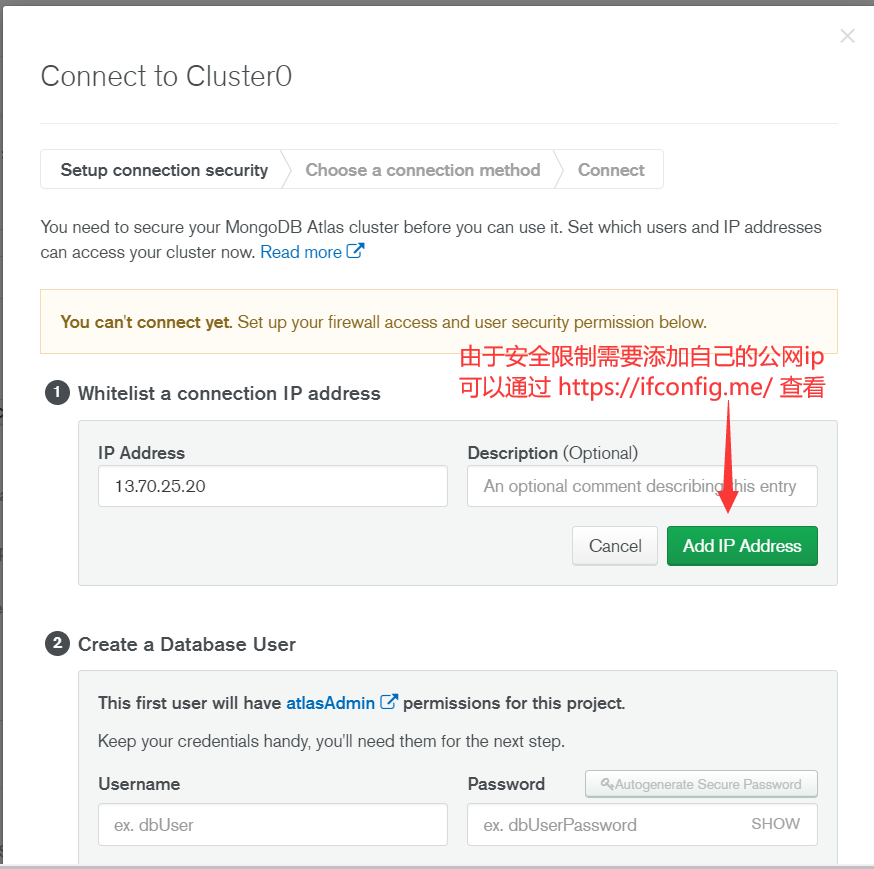 Connect to Cluster0
Setup connection security
Choose a connection method
Connect
You need to secure your MongoDB Atlas cluster before you can use it. Set which users and IP addresses
can access your cluster now. Read more
You can't connect yet. Set up your firewall access and user security permission below.
由于安全限制需要添加自己的公网ip
可以通过 https://ifconfig.me/ 查看
1 Whitelist a connection IP address
IP Address
Description (Optional)
13.70.25.20
An optional comment describing this entry
Cancel
Add IP Address
2 Create a Database User
This first user will have atlasAdmin permissions for this project.
Keep your credentials handy, you'll need them for the next step.
Username
Password
Autogenerate Secure Password
ex. dbUser
ex. dbUserPassword
SHOW